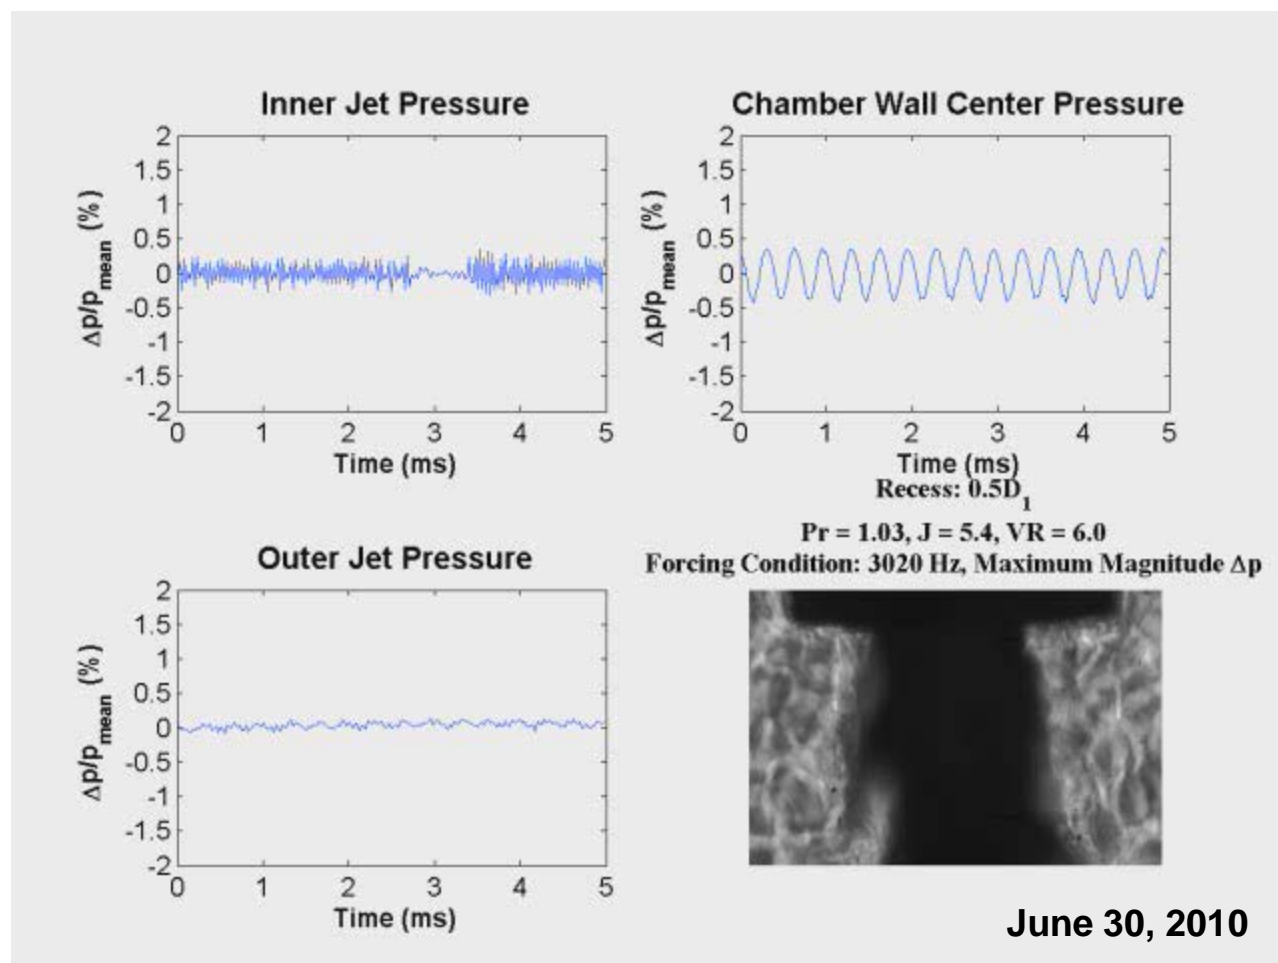 Inner Jet Pressure
2
1.5
1
0.5
0
-0.5
-1
-1.5
-2
Δp/p_mean (%)
0 1 2 3 4 5
Time (ms)
Chamber Wall Center Pressure
2
1.5
1
0.5
0
-0.5
-1
-1.5
-2
Δp/p_mean (%)
0 1 2 3 4 5
Time (ms)
Recess: 0.5D_1
Pr = 1.03, J = 5.4, VR = 6.0
Forcing Condition: 3020 Hz, Maximum Magnitude Δp
Outer Jet Pressure
2
1.5
1
0.5
0
-0.5
-1
-1.5
-2
Δp/p_mean (%)
0 1 2 3 4 5
Time (ms)
June 30, 2010